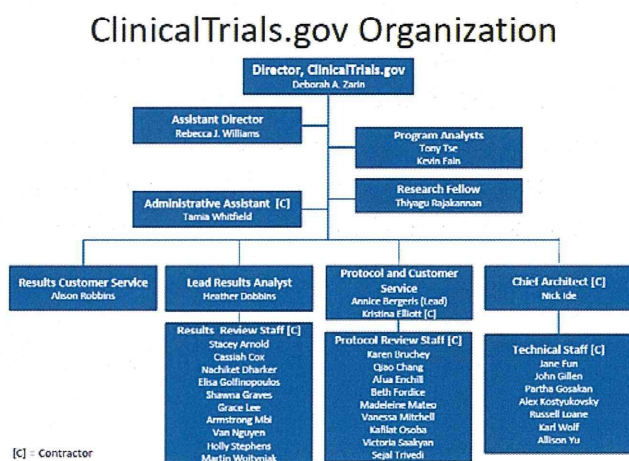 ClinicalTrials.gov Organization
Director, ClinicalTrials.gov
Deborah A. Zarin
Assistant Director
Rebecca J. Williams
Program Analysts
Tony Tse
Kevin Fain
Administrative Assistant [C]
Tamia Whitfield
Research Fellow
Thiyagu Rajakannan
Results Customer Service
Alison Robbins
Lead Results Analyst
Heather Dobbins
Results Review Staff [C]
Stacey Arnold
Cassiah Cox
Nachiket Dharker
Elisa Golfinopoulos
Shawna Graves
Grace Lee
Armstrong Mbi
Van Nguyen
Holly Stephens
Martin Wojtyniak
Protocol and Customer
Service
Annice Bergeris (Lead)
Kristina Elliott [C]
Protocol Review Staff [C]
Karen Bruchey
Qiao Chang
Afua Enchill
Beth Fordice
Madeleine Mateo
Vanessa Mitchell
Kafilat Osoba
Victoria Saakyan
Sejal Trivedi
Chief Architect [C]
Nick Ide
Technical Staff [C]
Jane Fun
John Gillen
Partha Gosakan
Alex Kostyukovsky
Russell Loane
Karl Wolf
Allison Yu
[C] = Contractor